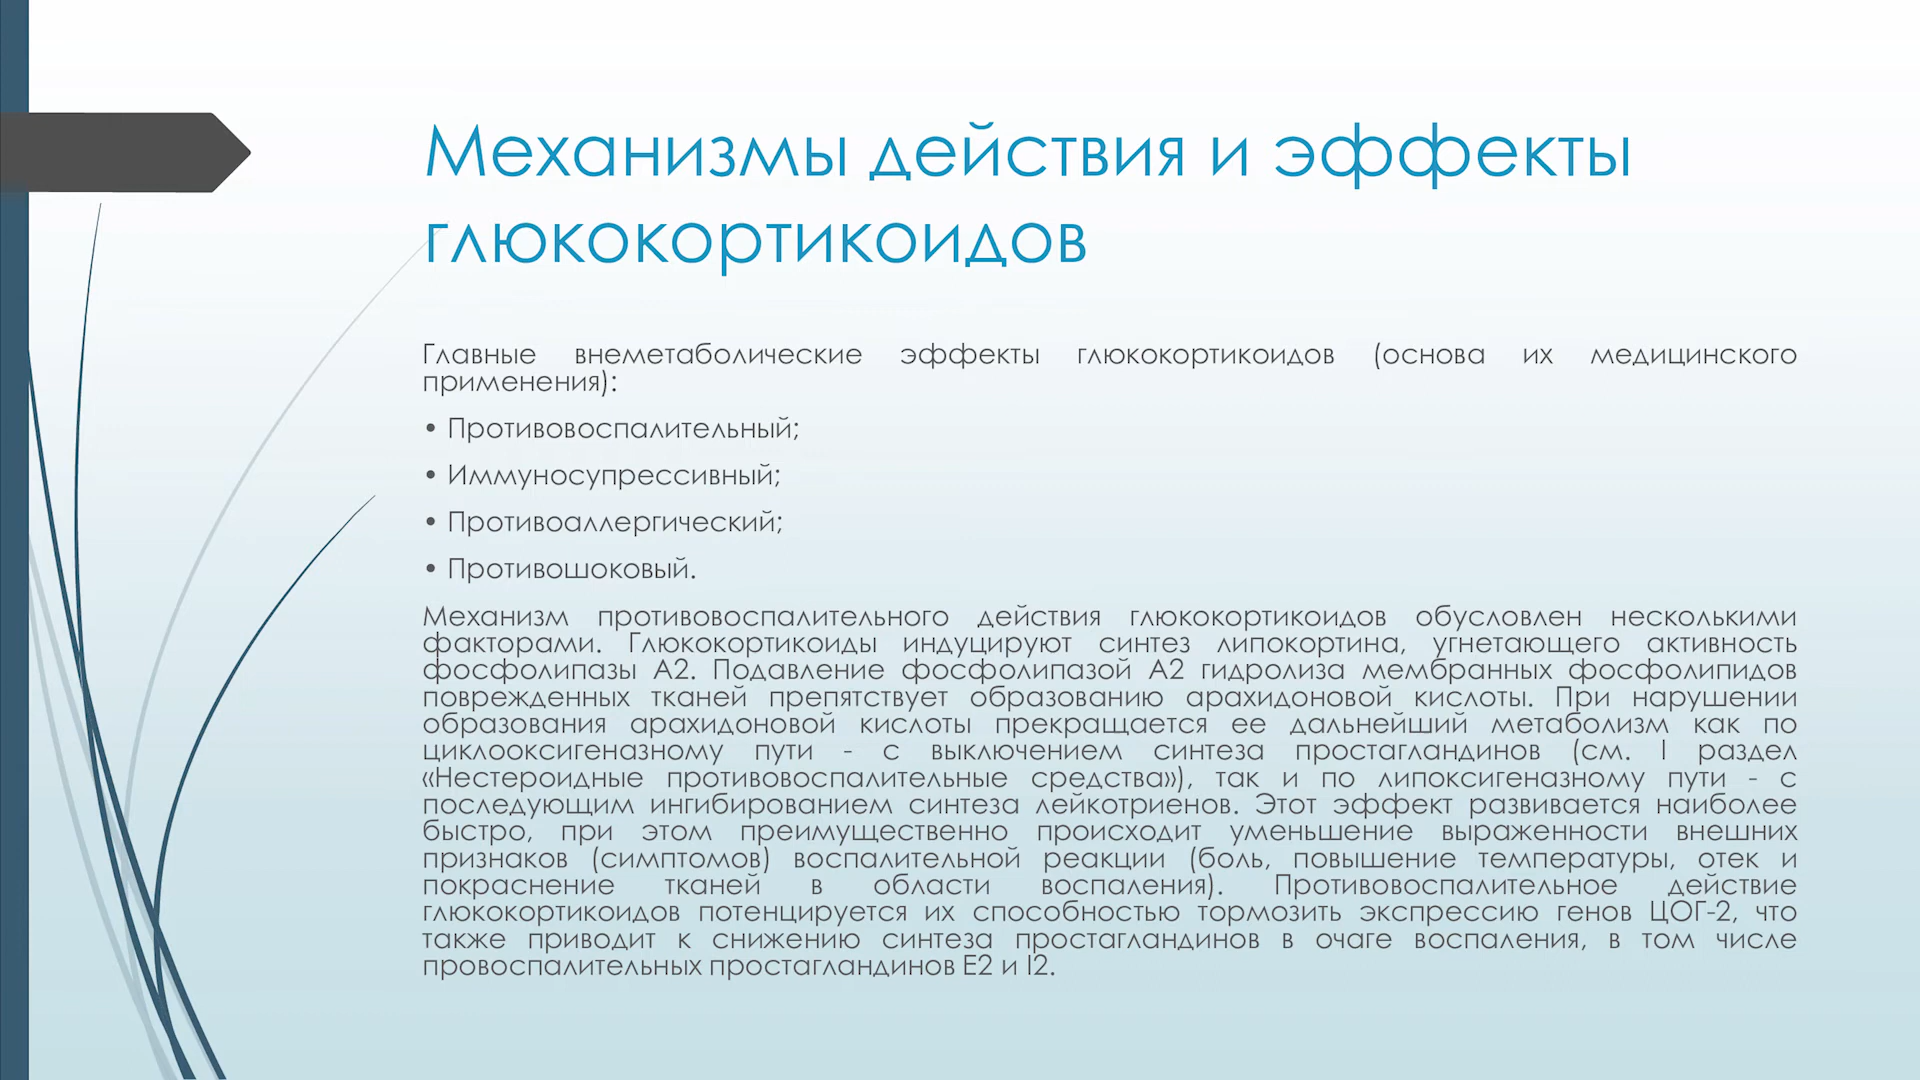 Механизмы действия и эффекты
глюкокортикоидов
Главные внеметаболические эффекты глюкокортикоидов (основа их медицинского
применения):
• Противовоспалительный;
• Иммуносупрессивный;
• Противоаллергический;
• Противошоковый.
Механизм противовоспалительного действия глюкокортикоидов обусловлен несколькими
факторами. Глюкокортикоиды индуцируют синтез липокортина, угнетающего активность
фосфолипазы А2. Подавление фосфолипазой А2 гидролиза мембранных фосфолипидов
поврежденных тканей препятствует образованию арахидоновой кислоты. При нарушении
образования арахидоновой кислоты прекращается ее дальнейший метаболизм как по
циклооксигеназному пути - с выключением синтеза простагландинов (см. I раздел
«Нестероидные противовоспалительные средства»), так и по липоксигеназному пути - с
последующим ингибированием синтеза лейкотриенов. Этот эффект развивается наиболее
быстро, при этом преимущественно происходит уменьшение выраженности внешних
признаков (симптомов) воспалительной реакции (боль, повышение температуры, отек и
покраснение тканей в области воспаления). Противовоспалительное действие
глюкокортикоидов потенцируется их способностью тормозить экспрессию генов ЦОГ-2, что
также приводит к снижению синтеза простагландинов в очаге воспаления, в том числе
провоспалительных простагландинов Е2 и I2.